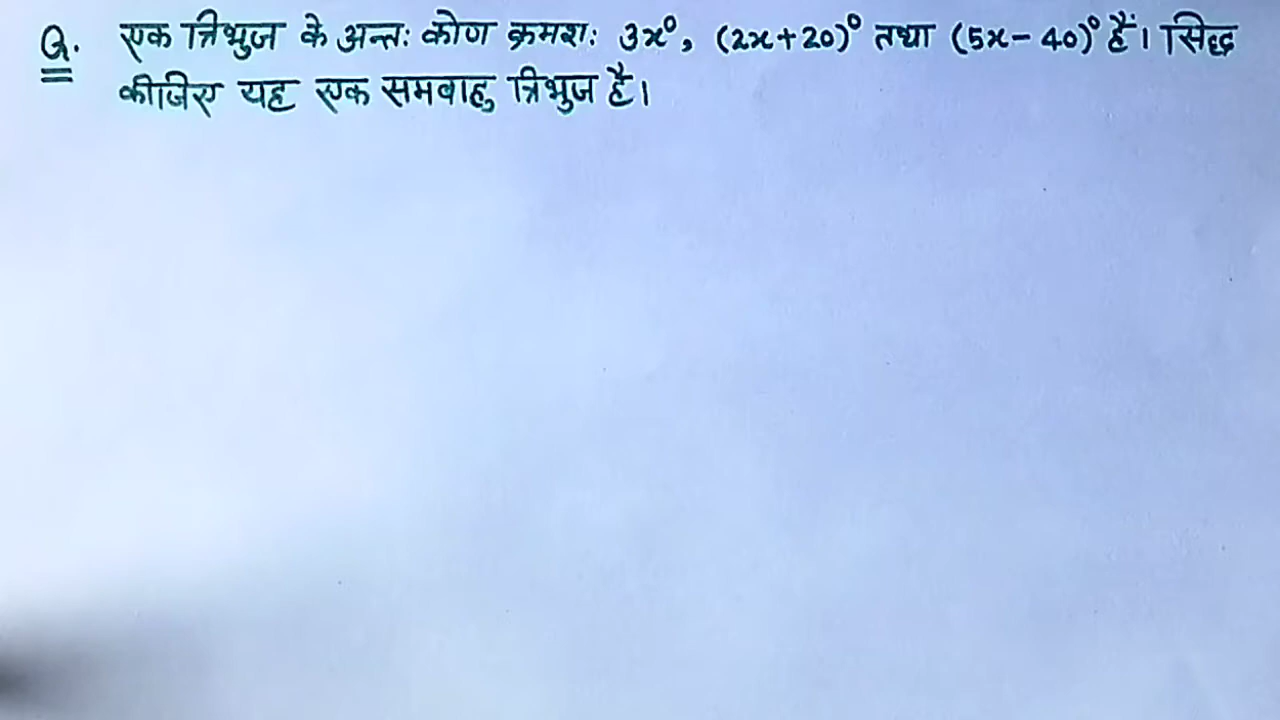 Q. एक त्रिभुज के अन्तः कोण क्रमशः 3x°, (2x+20)° तथा (5x-40)° हैं। सिद्ध
कीजिए यह एक समबाहु त्रिभुज है।